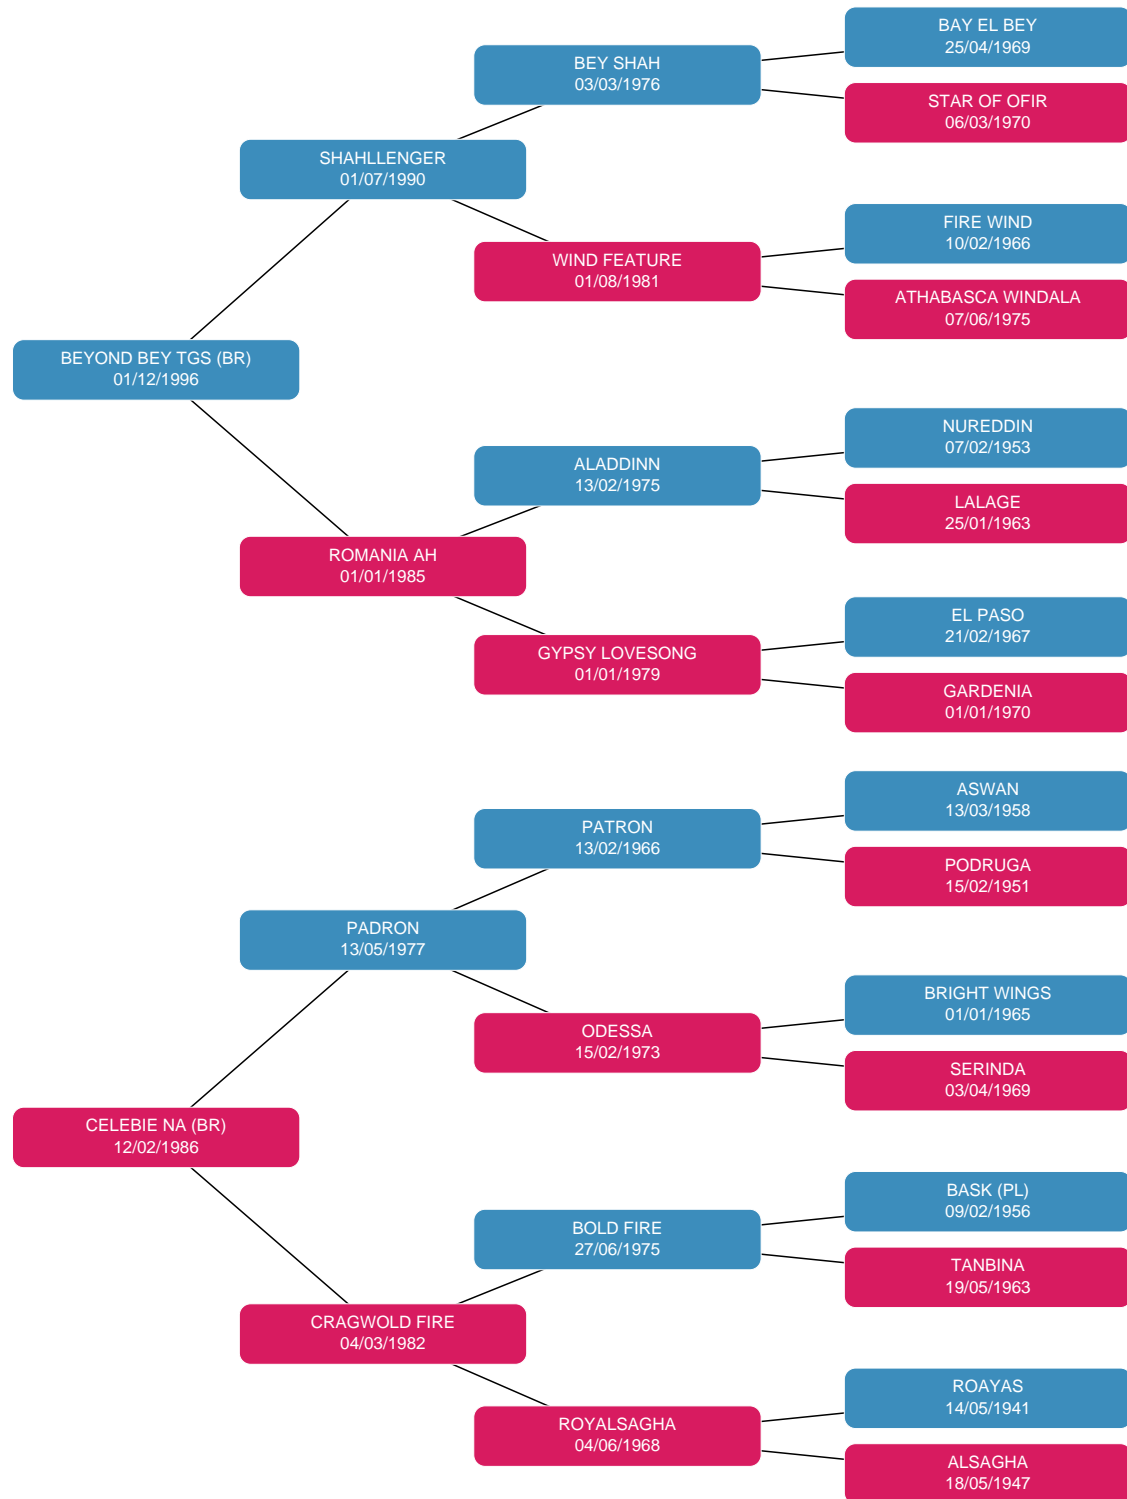 BAY EL BEY
25/04/1969
BEY SHAH
03/03/1976
STAR OF OFIR
06/03/1970
SHAHLLENGER
01/07/1990
FIRE WIND
10/02/1966
WIND FEATURE
01/08/1981
ATHABASCA WINDALA
07/06/1975
BEYOND BEY TGS (BR)
01/12/1996
NUREDDIN
07/02/1953
ALADDINN
13/02/1975
LALAGE
25/01/1963
ROMANIA AH
01/01/1985
EL PASO
21/02/1967
GYPSY LOVESONG
01/01/1979
GARDENIA
01/01/1970
ASWAN
13/03/1958
PATRON
13/02/1966
PODRUGA
15/02/1951
PADRON
13/05/1977
BRIGHT WINGS
01/01/1965
ODESSA
15/02/1973
SERINDA
03/04/1969
CELEBIE NA (BR)
12/02/1986
BASK (PL)
09/02/1956
BOLD FIRE
27/06/1975
TANBINA
19/05/1963
CRAGWOLD FIRE
04/03/1982
ROAYAS
14/05/1941
ROYALSAGHA
04/06/1968
ALSAGHA
18/05/1947